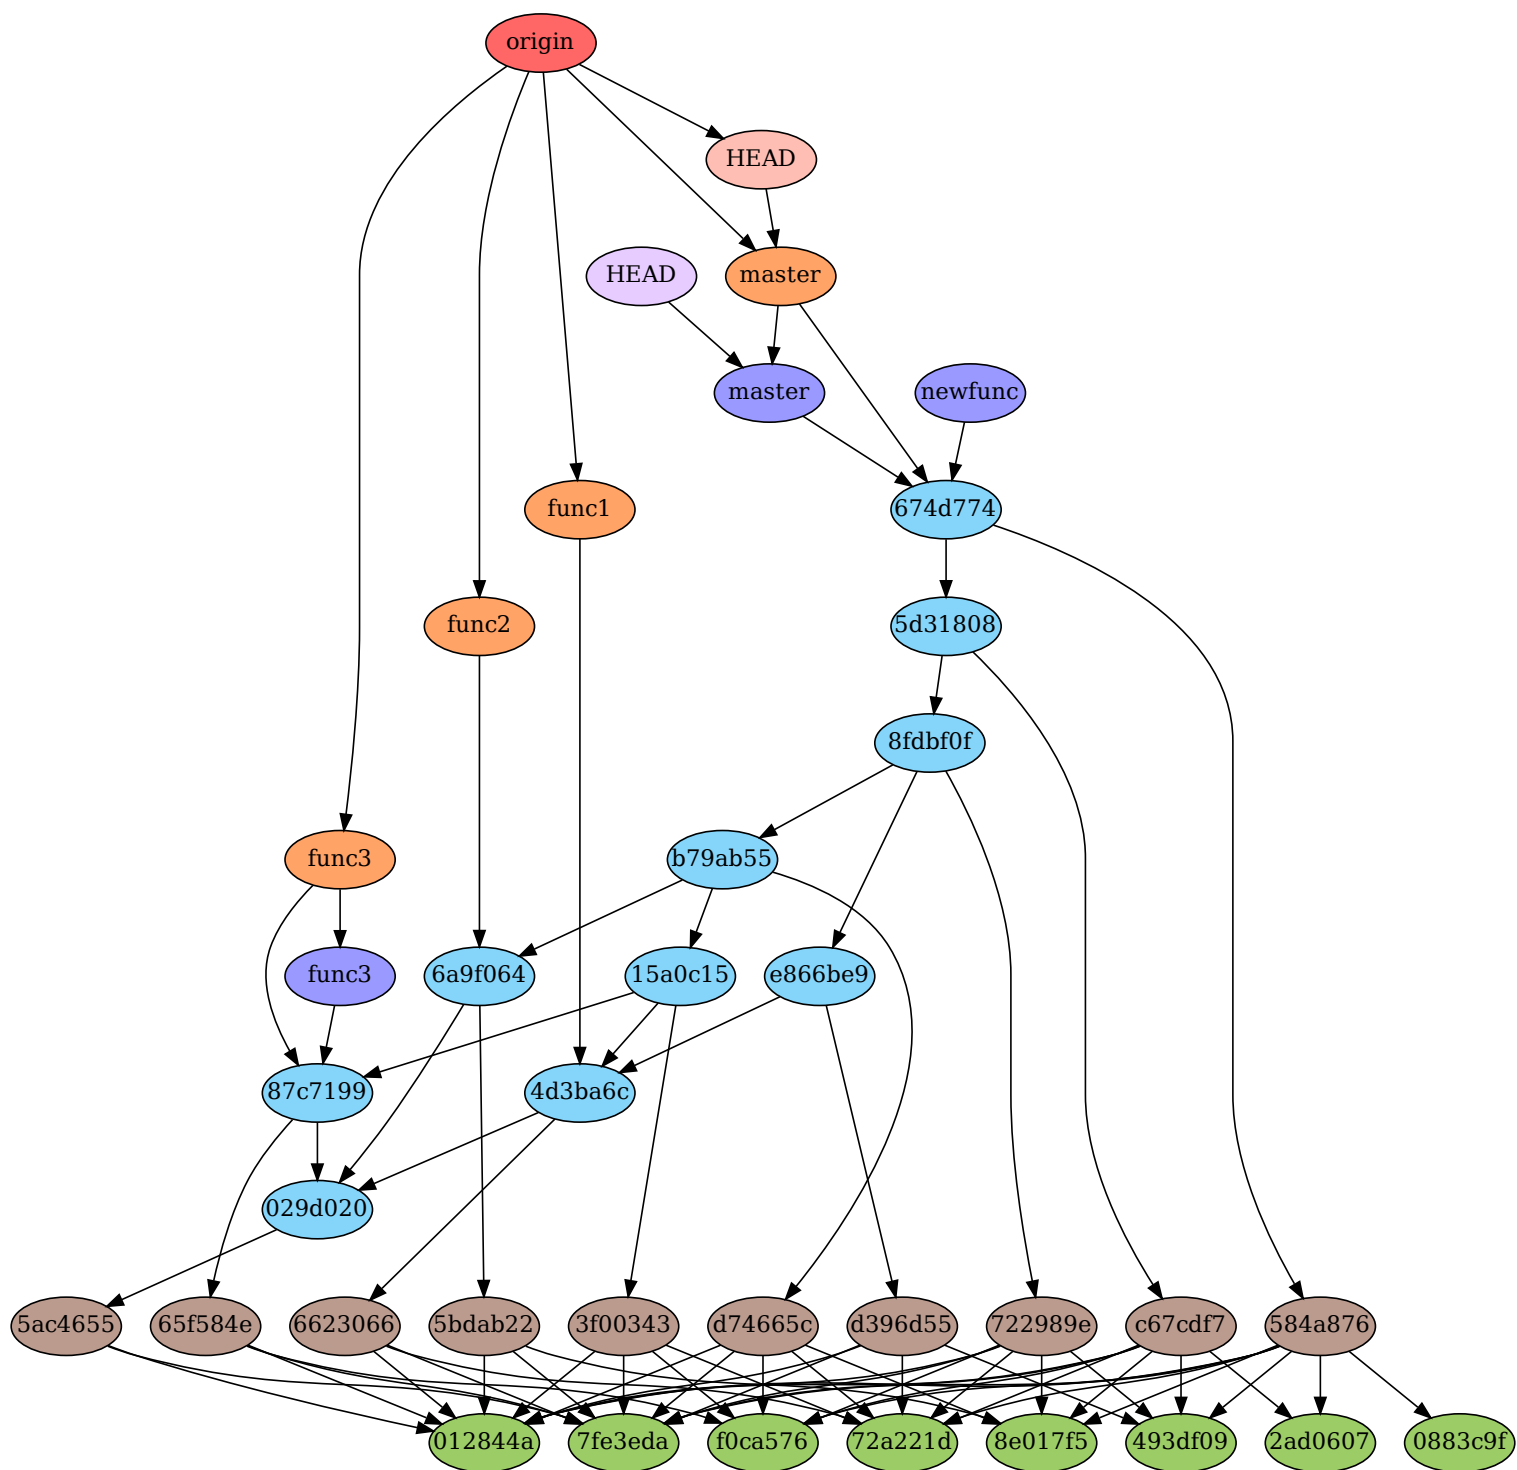 origin
HEAD
HEAD
master
master
newfunc
func1
674d774
func2
5d31808
8fdbf0f
func3
b79ab55
func3
6a9f064
15a0c15
e866be9
87c7199
4d3ba6c
029d020
5ac4655
65f584e
6623066
5bdab22
3f00343
d74665c
d396d55
722989e
c67cdf7
584a876
012844a
7fe3eda
f0ca576
72a221d
8e017f5
493df09
2ad0607
0883c9f